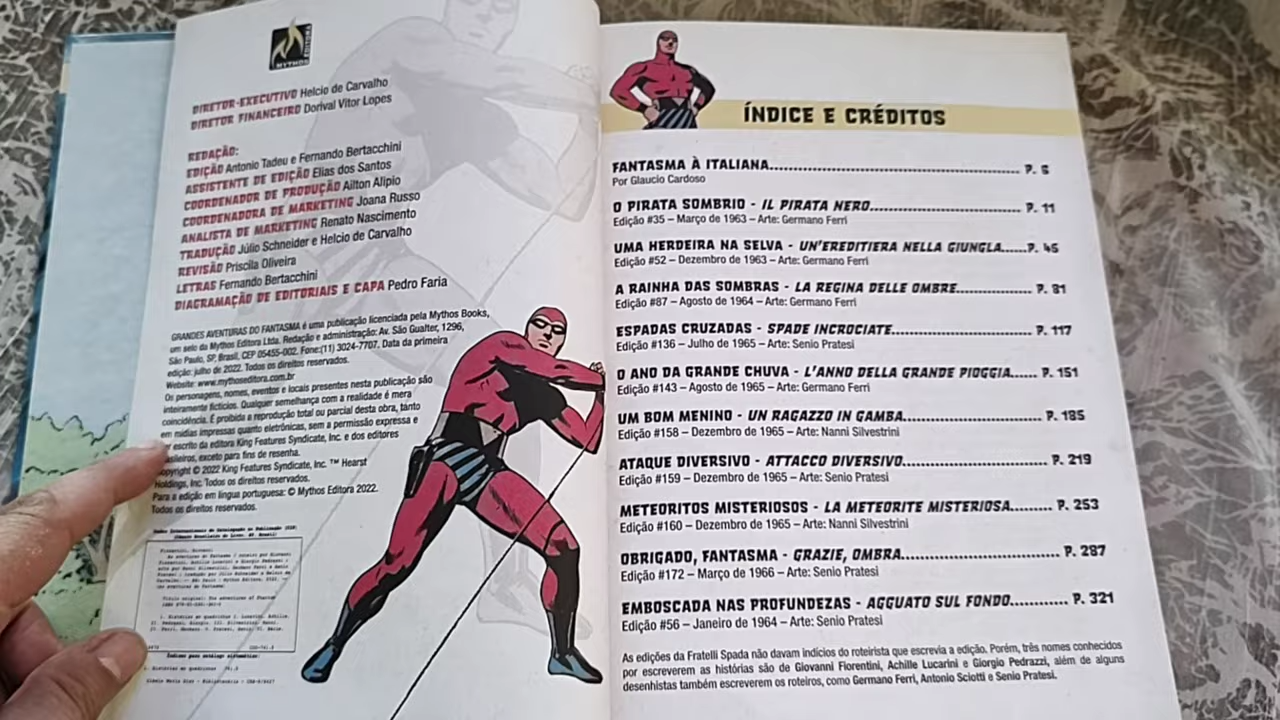 MYTHOS EDITORA
DIRETOR-EXECUTIVO Helcio de Carvalho
DIRETOR FINANCEIRO Dorival Vitor Lopes
REDAÇÃO:
EDIÇÃO Antonio Tadeu e Fernando Bertacchini
ASSISTENTE DE EDIÇÃO Elias dos Santos
COORDENADOR DE PRODUÇÃO Ailton Alipio
COORDENADORA DE MARKETING Joana Russo
ANALISTA DE MARKETING Renato Nascimento
TRADUÇÃO Júlio Schneider e Helcio de Carvalho
REVISÃO Priscila Oliveira
LETRAS Fernando Bertacchini
DIAGRAMAÇÃO DE EDITORIAIS E CAPA Pedro Faria
GRANDES AVENTURAS DO FANTASMA é uma publicação licenciada pela Mythos Books,
um selo da Mythos Editora Ltda. Redação e administração: Av. São Gualter, 1296,
São Paulo, SP, Brasil, CEP 05455-002. Fone:(11) 3024-7707. Data da primeira
edição: julho de 2022. Todos os direitos reservados.
Website: www.mythoseditora.com.br
Os personagens, nomes, eventos e locais presentes nesta publicação são
inteiramente fictícios. Qualquer semelhança com a realidade é mera
coincidência. É proibida a reprodução total ou parcial desta obra, tanto
em mídias impressas quanto eletrônicas, sem a permissão expressa e
escrito da editora King Features Syndicate, Inc. e dos editores
brasileiros, exceto para fins de resenha.
Copyright © 2022 King Features Syndicate, Inc. ™ Hearst
Holdings, Inc. Todos os direitos reservados.
Para a edição em língua portuguesa: © Mythos Editora 2022.
Todos os direitos reservados.
ÍNDICE E CRÉDITOS
FANTASMA À ITALIANA P. 6
Por Glaucio Cardoso
O PIRATA SOMBRIO - IL PIRATA NERO P. 11
Edição #35 – Março de 1963 – Arte: Germano Ferri
UMA HERDEIRA NA SELVA - UN'EREDITIERA NELLA GIUNGLA P. 45
Edição #52 – Dezembro de 1963 – Arte: Germano Ferri
A RAINHA DAS SOMBRAS - LA REGINA DELLE OMBRE P. 81
Edição #87 – Agosto de 1964 – Arte: Germano Ferri
ESPADAS CRUZADAS - SPADE INCROCIATE P. 117
Edição #136 – Julho de 1965 – Arte: Senio Pratesi
O ANO DA GRANDE CHUVA - L'ANNO DELLA GRANDE PIOGGIA P. 151
Edição #143 – Agosto de 1965 – Arte: Germano Ferri
UM BOM MENINO - UN RAGAZZO IN GAMBA P. 185
Edição #158 – Dezembro de 1965 – Arte: Nanni Silvestrini
ATAQUE DIVERSIVO - ATTACCO DIVERSIVO P. 219
Edição #159 – Dezembro de 1965 – Arte: Senio Pratesi
METEORITOS MISTERIOSOS - LA METEORITE MISTERIOSA P. 253
Edição #160 – Dezembro de 1965 – Arte: Nanni Silvestrini
OBRIGADO, FANTASMA - GRAZIE, OMBRA P. 287
Edição #172 – Março de 1966 – Arte: Senio Pratesi
EMBOSCADA NAS PROFUNDEZAS - AGGUATO SUL FONDO P. 321
Edição #56 – Janeiro de 1964 – Arte: Senio Pratesi
As edições da Fratelli Spada não davam indícios do roteirista que escrevia a edição. Porém, três nomes conhecidos
por escreverem as histórias são de Giovanni Fiorentini, Achille Lucarini e Giorgio Pedrazzi, além de alguns
desenhistas também escreverem os roteiros, como Germano Ferri, Antonio Sciotti e Senio Pratesi.